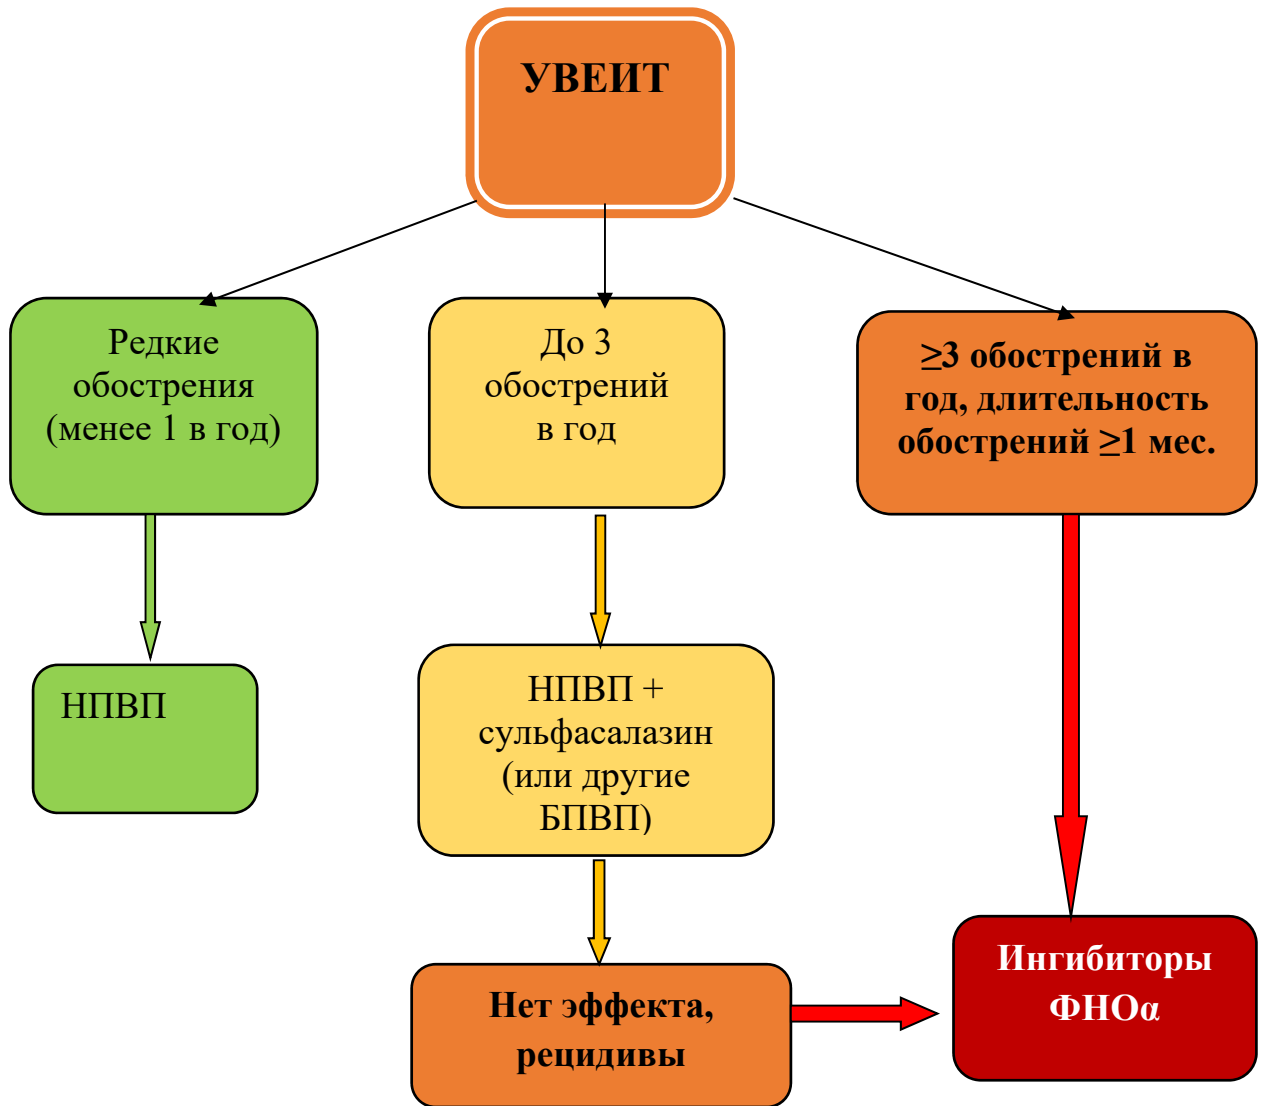 УВЕИТ
Редкие
обострения
(менее 1 в год)
До 3
обострений
в год
≥3 обострений в
год, длительность
обострений ≥1 мес.
НПВП
НПВП +
сульфасалазин
(или другие
БПВП)
Нет эффекта,
рецидивы
Ингибиторы
ФНОα